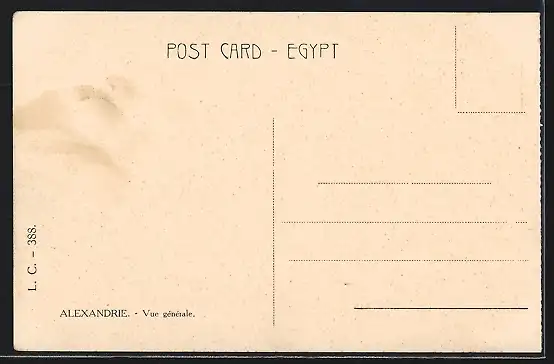 POST CARD - EGYPT
L. C. - 388.
ALEXANDRIE. - Vue générale.